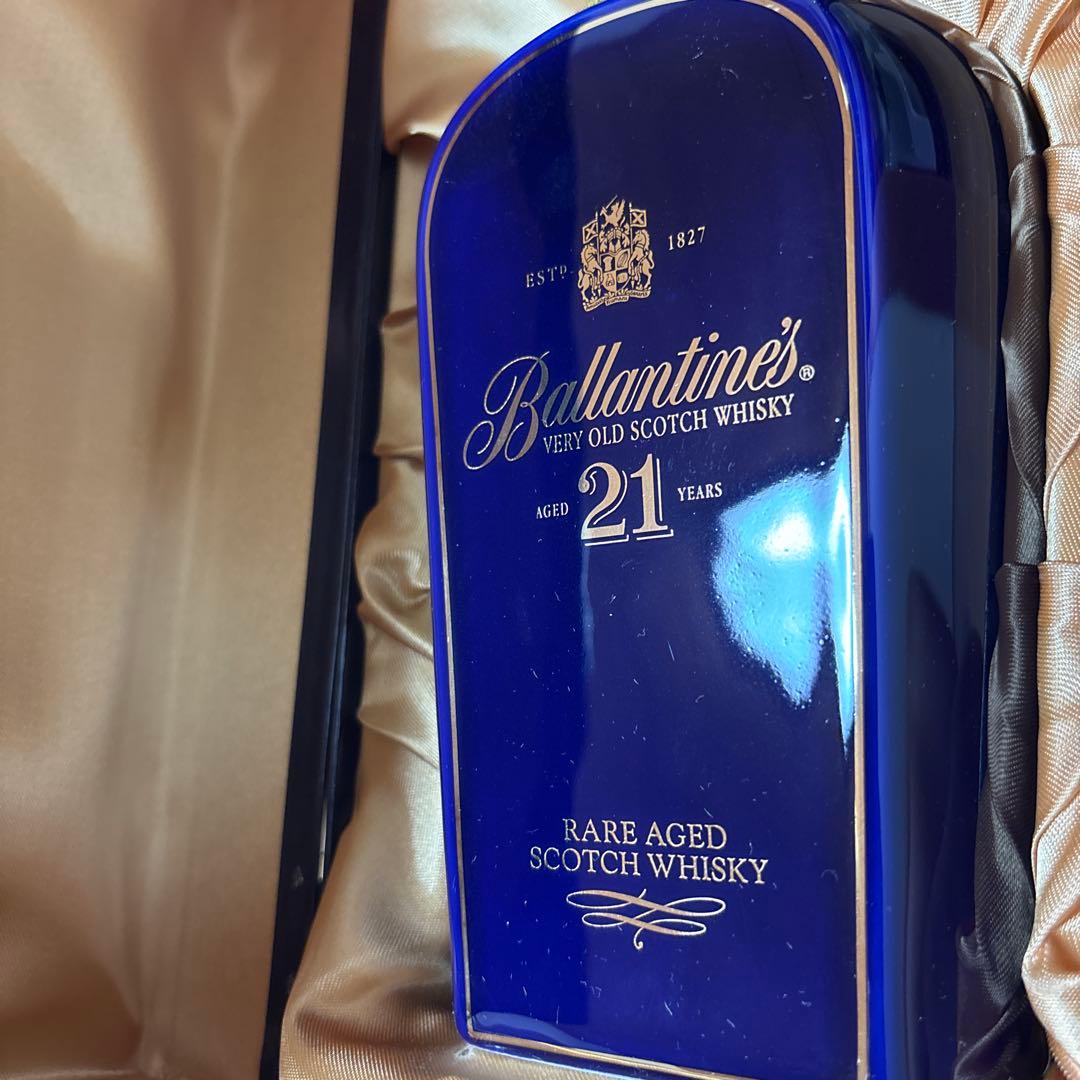 ESTD. 1827
Ballantine's®
VERY OLD SCOTCH WHISKY
AGED 21 YEARS
RARE AGED
SCOTCH WHISKY